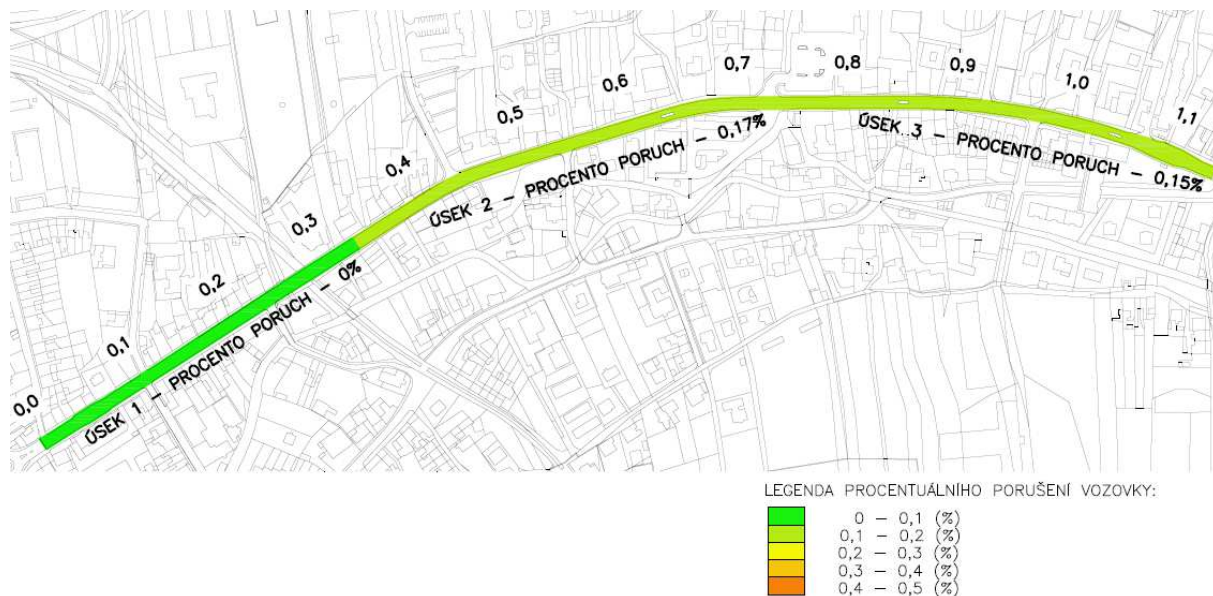 0,0
0,1
0,2
0,3
0,4
0,5
0,6
0,7
0,8
0,9
1,0
1,1
ÚSEK 1 – PROCENTO PORUCH – 0%
ÚSEK 2 – PROCENTO PORUCH – 0,17%
ÚSEK 3 – PROCENTO PORUCH – 0,15%
LEGENDA PROCENTUÁLNÍHO PORUŠENÍ VOZOVKY:
0 – 0,1 (%)
0,1 – 0,2 (%)
0,2 – 0,3 (%)
0,3 – 0,4 (%)
0,4 – 0,5 (%)